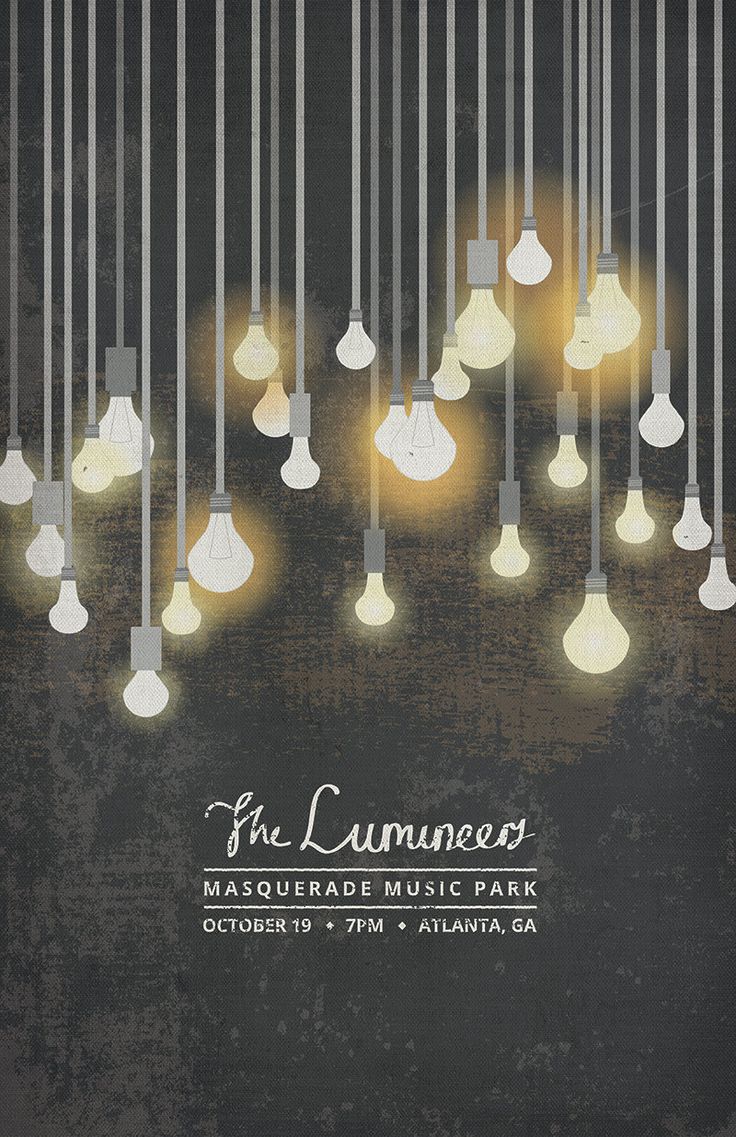 The Lumineers
MASQUERADE MUSIC PARK
OCTOBER 19 ♦ 7PM ♦ ATLANTA, GA